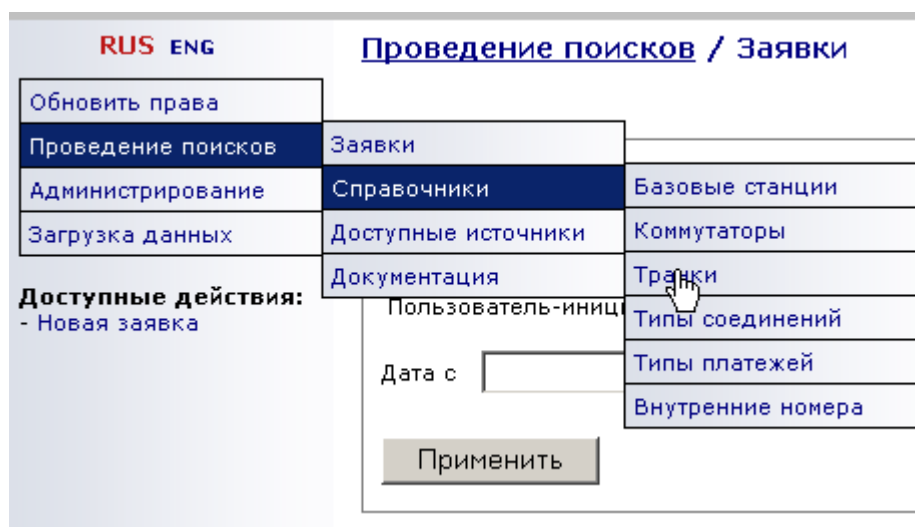 RUS ENG
Проведение поисков / Заявки
Обновить права
Проведение поисков
Администрирование
Загрузка данных
Заявки
Справочники
Доступные источники
Документация
Базовые станции
Коммутаторы
Транки
Типы соединений
Типы платежей
Внутренние номера
Доступные действия:
- Новая заявка
Пользователь-иници
Дата с
Применить